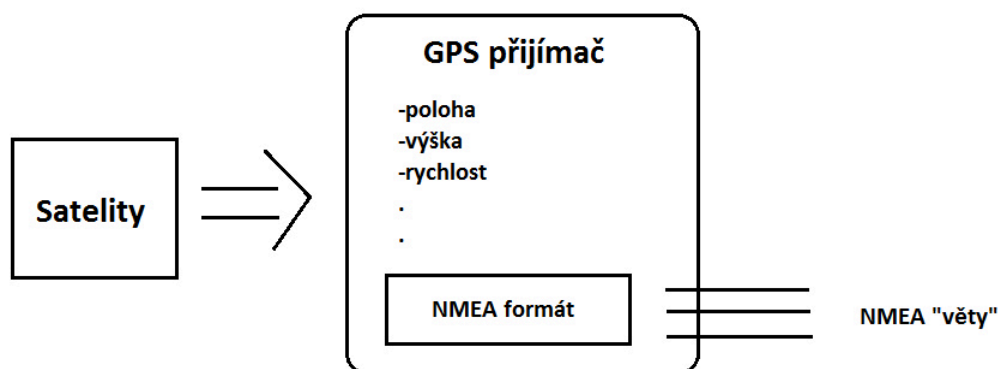 GPS přijímač
-poloha
-výška
-rychlost
.
.
Satelity
NMEA formát
NMEA "věty"